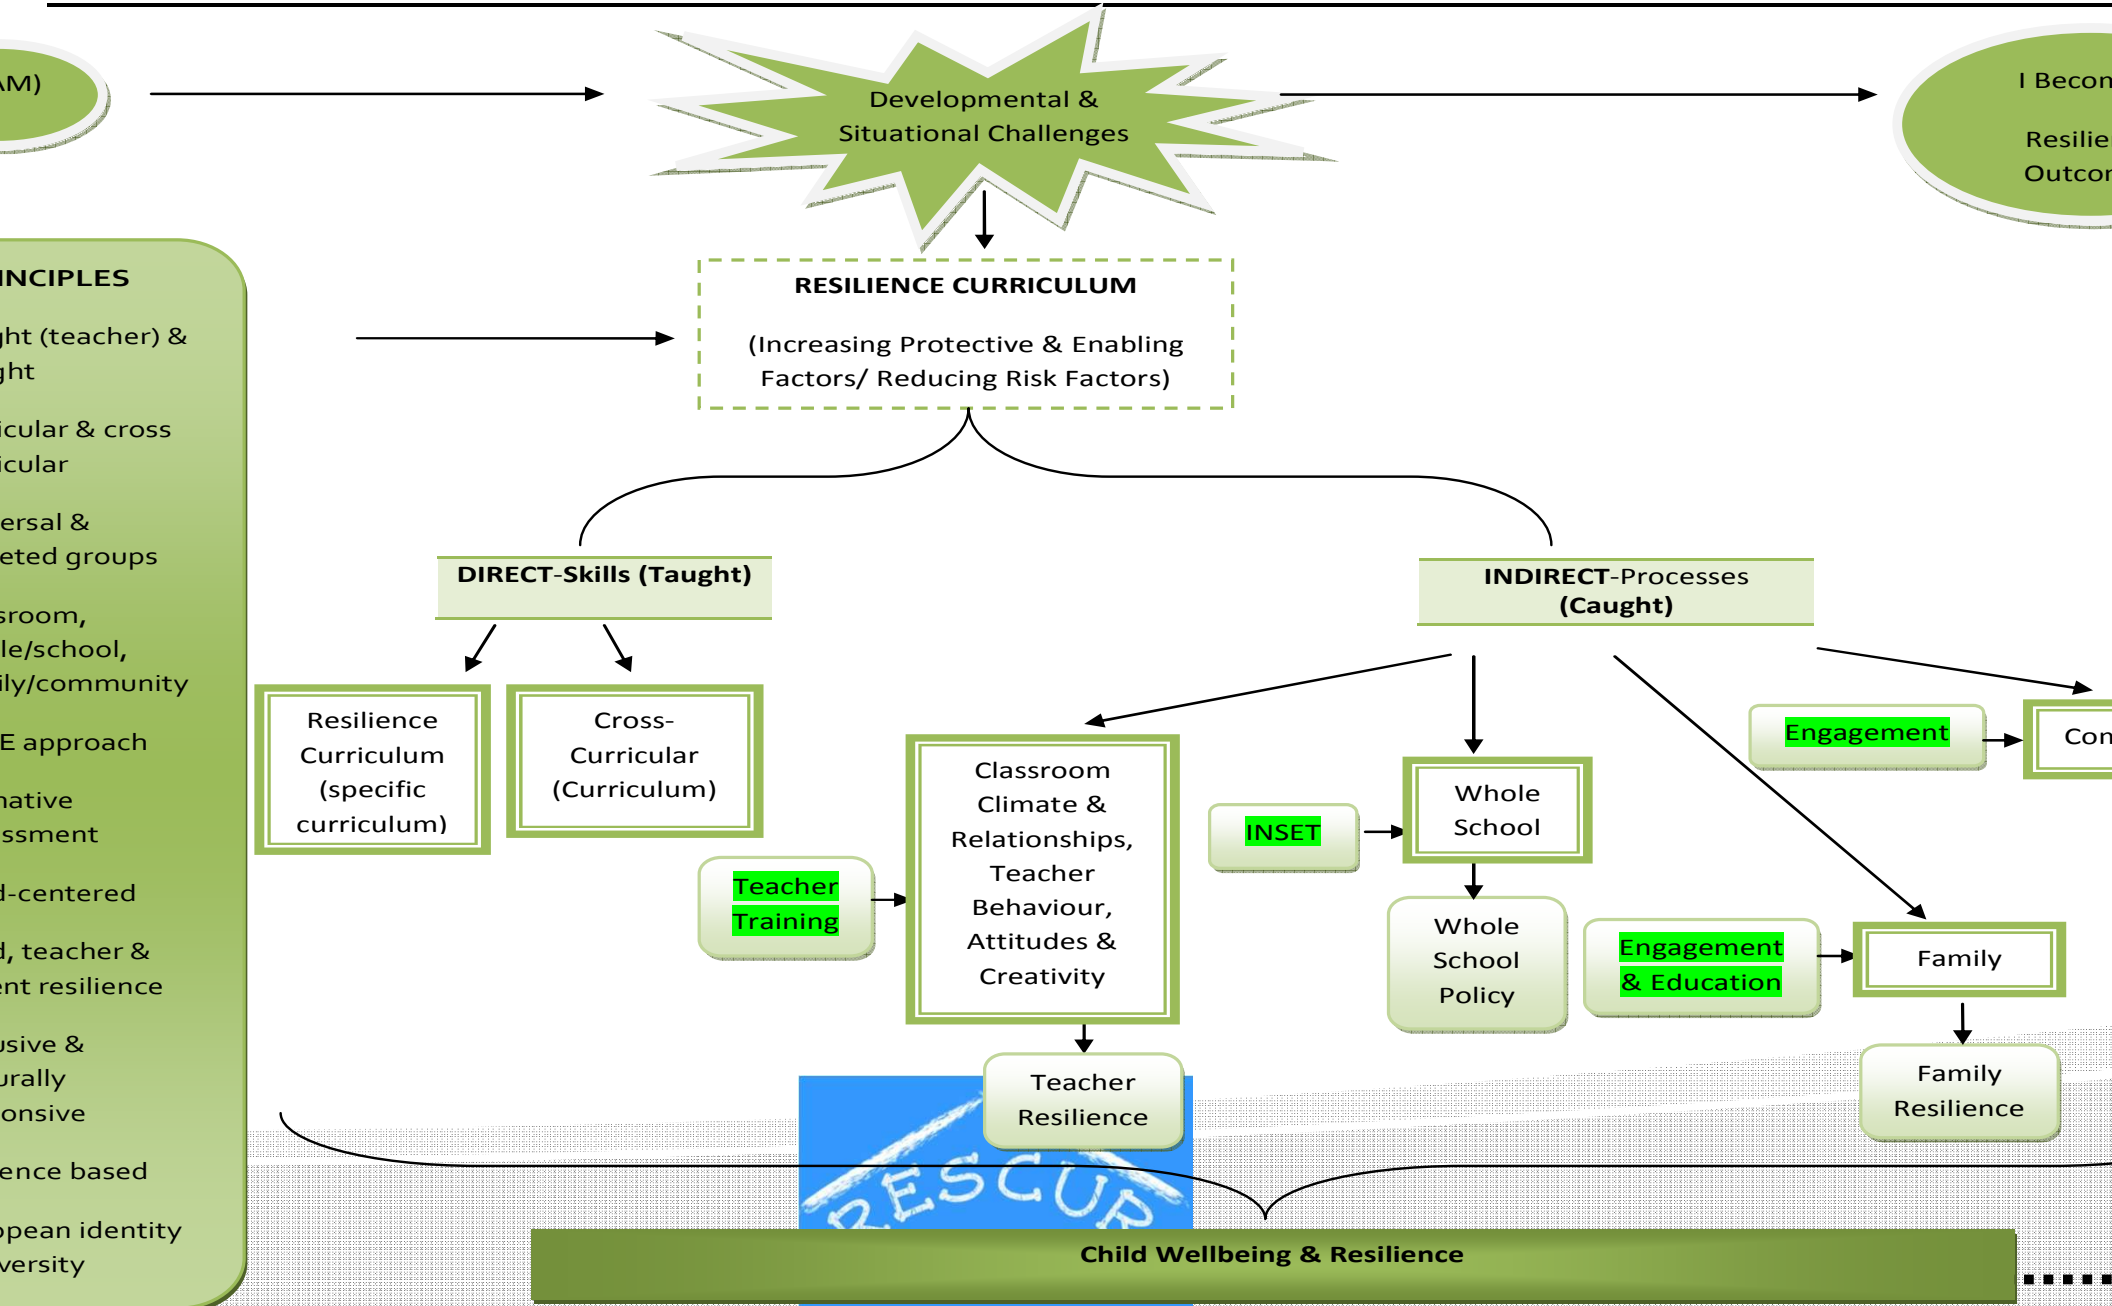 AM)
Developmental &
Situational Challenges
I Becom
Resilie
Outcor
INCIPLES
ght (teacher) &
ght
icular & cross
icular
ersal &
eted groups
sroom,
le/school,
ily/community
E approach
native
ssment
d-centered
d, teacher &
ent resilience
usive &
urally
onsive
ence based
opean identity
versity
RESILIENCE CURRICULUM
(Increasing Protective & Enabling
Factors/ Reducing Risk Factors)
DIRECT-Skills (Taught)
INDIRECT-Processes
(Caught)
Resilience
Curriculum
(specific
curriculum)
Cross-
Curricular
(Curriculum)
Teacher
Training
Classroom
Climate &
Relationships,
Teacher
Behaviour,
Attitudes &
Creativity
Teacher
Resilience
INSET
Whole
School
Whole
School
Policy
Engagement
& Education
Family
Family
Resilience
Engagement
Com
RESCUR
Child Wellbeing & Resilience